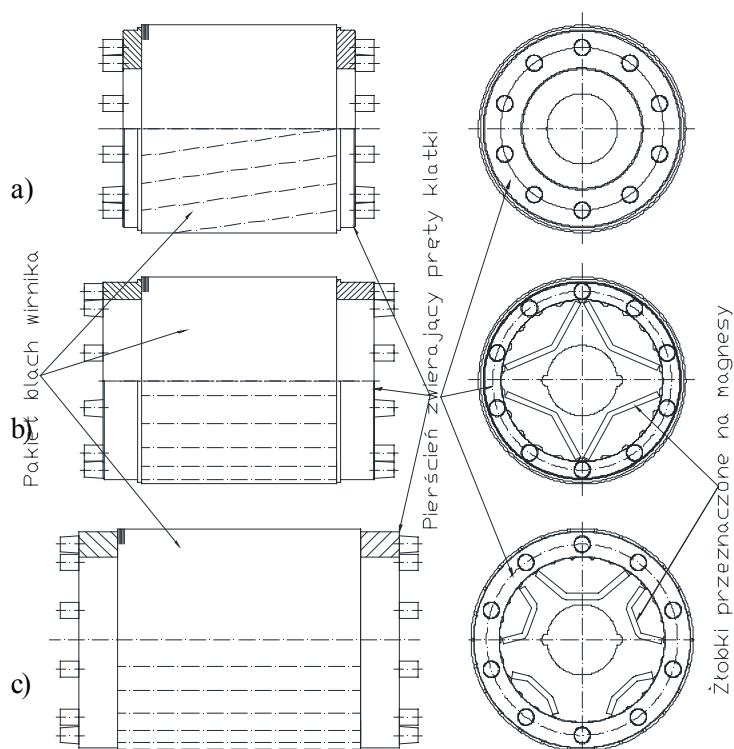 a)
b)
c)
Pakiet blach wirnika
Pierścień zwierający pręty klatki
Żłobki przeznaczone na magnesy